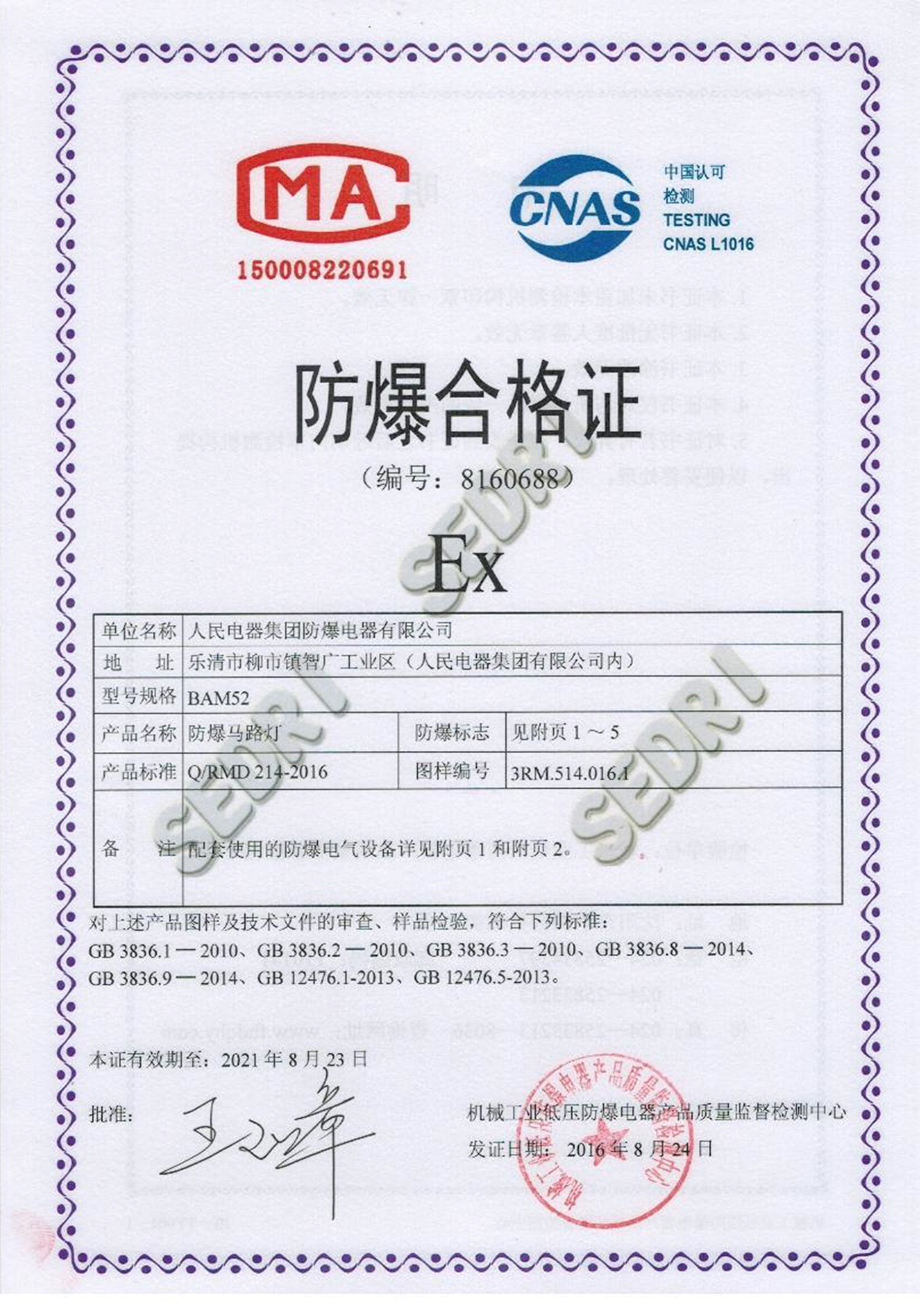 MA
150008220691
CNAS
中国认可
检测
TESTING
CNAS L1016
防爆合格证
（编号：8160688）
Ex
单位名称 人民电器集团防爆电器有限公司
地 址 乐清市柳市镇智广工业区（人民电器集团有限公司内）
型号规格 BAM52
产品名称 防爆马路灯 防爆标志 见附页 1 ～ 5
产品标准 Q/RMD 214-2016 图样编号 3RM.514.016.1
备 注 配套使用的防爆电气设备详见附页 1 和附页 2。
对上述产品图样及技术文件的审查、样品检验，符合下列标准：
GB 3836.1 — 2010、GB 3836.2 — 2010、GB 3836.3 — 2010、GB 3836.8 — 2014、
GB 3836.9 — 2014、GB 12476.1-2013、GB 12476.5-2013。
本证有效期至：2021 年 8 月 23 日
批准：
机械工业低压防爆电器产品质量监督检测中心
发证日期： 2016 年 8 月 24 日
SEDRI
SEDRI
SEDRI